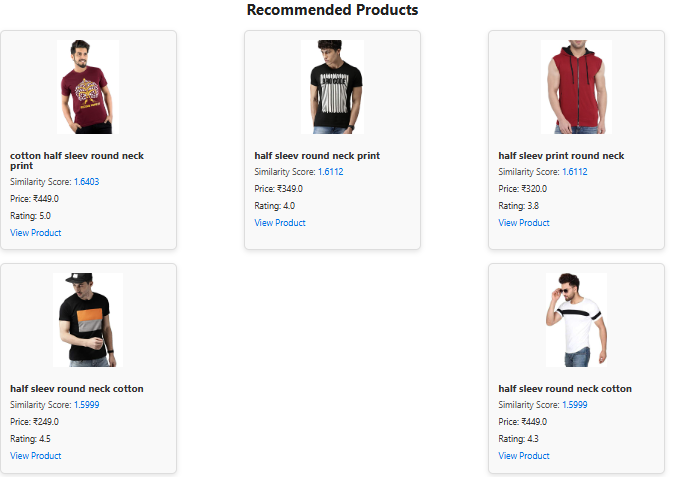 Recommended Products
cotton half sleev round neck
print
Similarity Score: 1.6403
Price: ₹449.0
Rating: 5.0
View Product
half sleev round neck print
Similarity Score: 1.6112
Price: ₹349.0
Rating: 4.0
View Product
half sleev print round neck
Similarity Score: 1.6112
Price: ₹320.0
Rating: 3.8
View Product
half sleev round neck cotton
Similarity Score: 1.5999
Price: ₹249.0
Rating: 4.5
View Product
half sleev round neck cotton
Similarity Score: 1.5999
Price: ₹449.0
Rating: 4.3
View Product